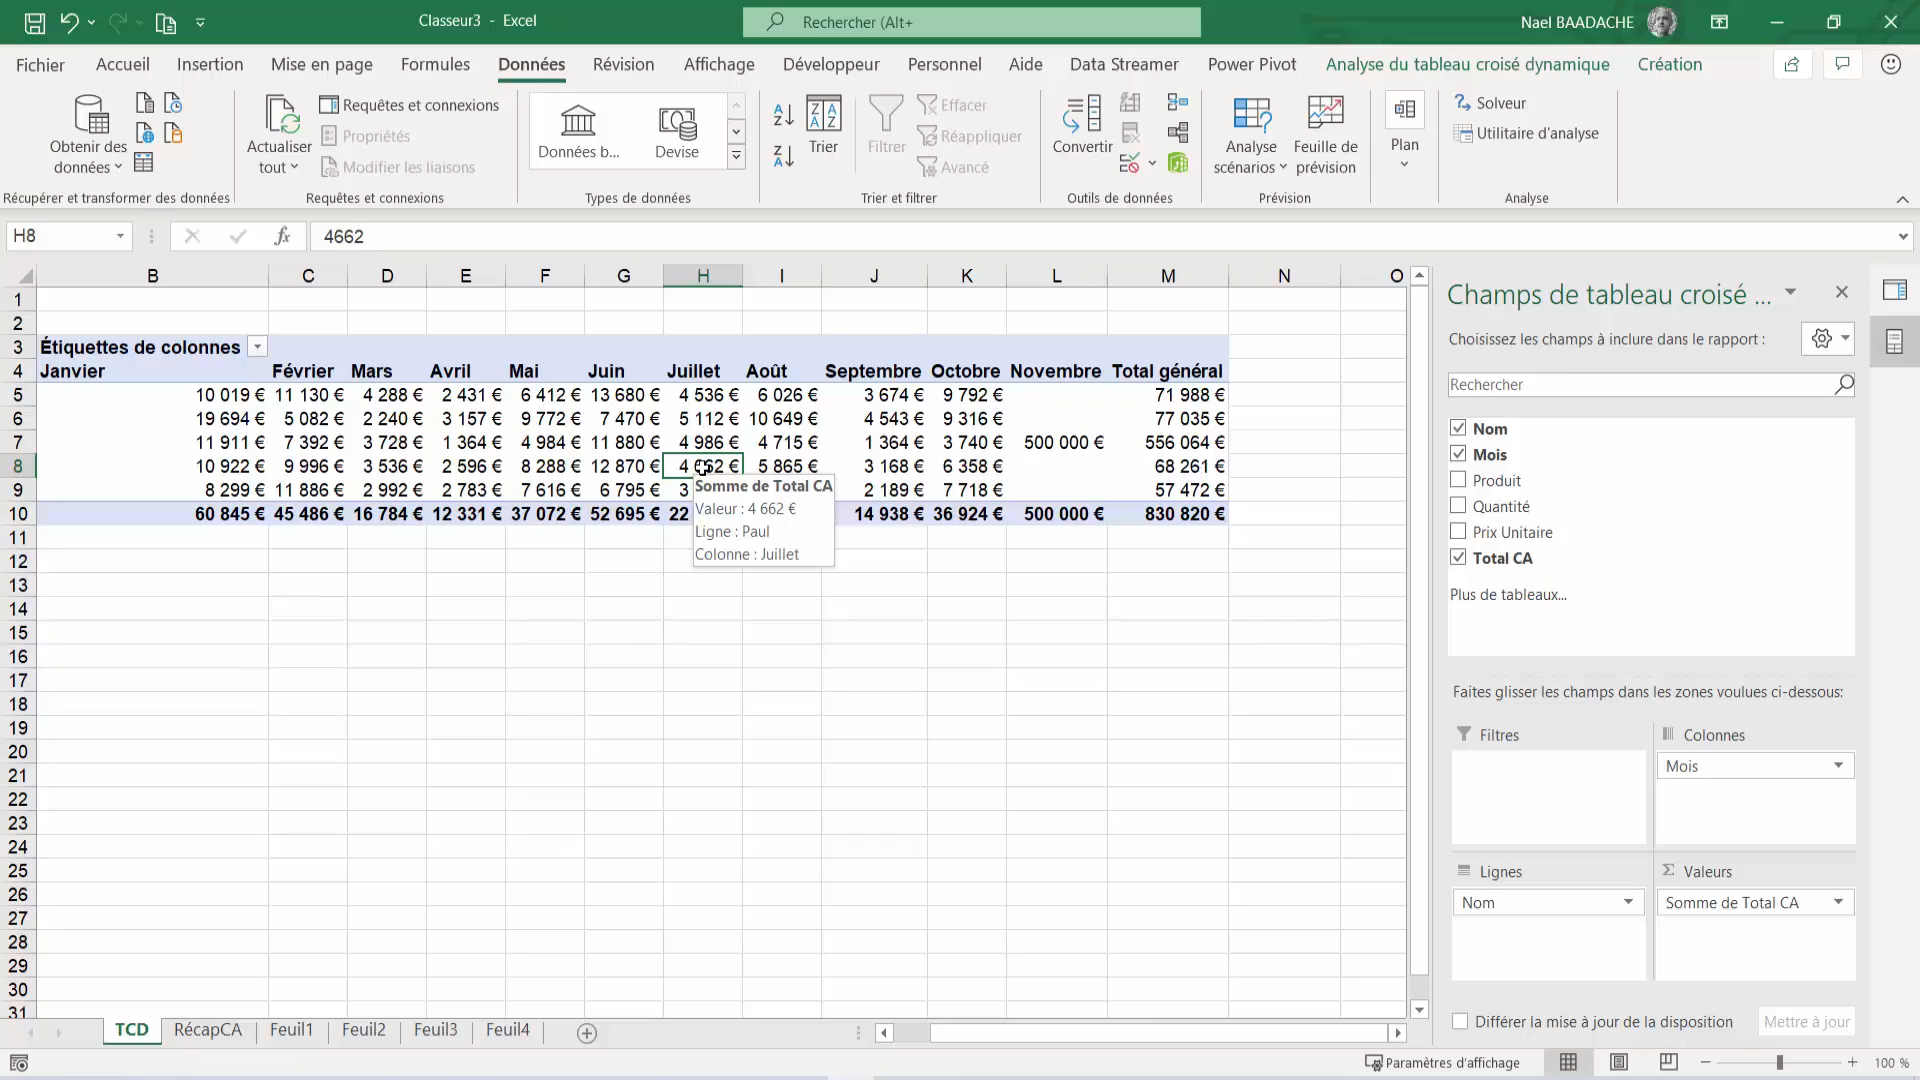 Classeur3 - Excel
Rechercher (Alt+
Nael BAADACHE
Fichier Accueil Insertion Mise en page Formules Données Révision Affichage Développeur Personnel Aide Data Streamer Power Pivot Analyse du tableau croisé dynamique Création
Obtenir des données
Récupérer et transformer des données
Actualiser tout
Requêtes et connexions
Propriétés
Modifier les liaisons
Requêtes et connexions
Données b...
Devise
Types de données
Trier
Filtrer
Effacer
Réappliquer
Avancé
Trier et filtrer
Convertir
Outils de données
Analyse scénarios
Feuille de prévision
Prévision
Plan
Solveur
Utilitaire d'analyse
Analyse
H8
fx
4662
B C D E F G H I J K L M N O
1
2
3 Étiquettes de colonnes
4 Janvier Février Mars Avril Mai Juin Juillet Août Septembre Octobre Novembre Total général
5 10 019 € 11 130 € 4 288 € 2 431 € 6 412 € 13 680 € 4 536 € 6 026 € 3 674 € 9 792 € 71 988 €
6 19 694 € 5 082 € 2 240 € 3 157 € 9 772 € 7 470 € 5 112 € 10 649 € 4 543 € 9 316 € 77 035 €
7 11 911 € 7 392 € 3 728 € 1 364 € 4 984 € 11 880 € 4 986 € 4 715 € 1 364 € 3 740 € 500 000 € 556 064 €
8 10 922 € 9 996 € 3 536 € 2 596 € 8 288 € 12 870 € 4 662 € 5 865 € 3 168 € 6 358 € 68 261 €
9 8 299 € 11 886 € 2 992 € 2 783 € 7 616 € 6 795 € 3 2 189 € 7 718 € 57 472 €
10 60 845 € 45 486 € 16 784 € 12 331 € 37 072 € 52 695 € 22 14 938 € 36 924 € 500 000 € 830 820 €
Somme de Total CA
Valeur : 4 662 €
Ligne : Paul
Colonne : Juillet
11
12
13
14
15
16
17
18
19
20
21
22
23
24
25
26
27
28
29
30
31
Champs de tableau croisé ...
Choisissez les champs à inclure dans le rapport :
Rechercher
Nom
Mois
Produit
Quantité
Prix Unitaire
Total CA
Plus de tableaux...
Faites glisser les champs dans les zones voulues ci-dessous:
Filtres
Colonnes
Mois
Lignes
Σ Valeurs
Nom
Somme de Total CA
Différer la mise à jour de la disposition
Mettre à jour
TCD RécapCA Feuil1 Feuil2 Feuil3 Feuil4
Paramètres d'affichage
100 %